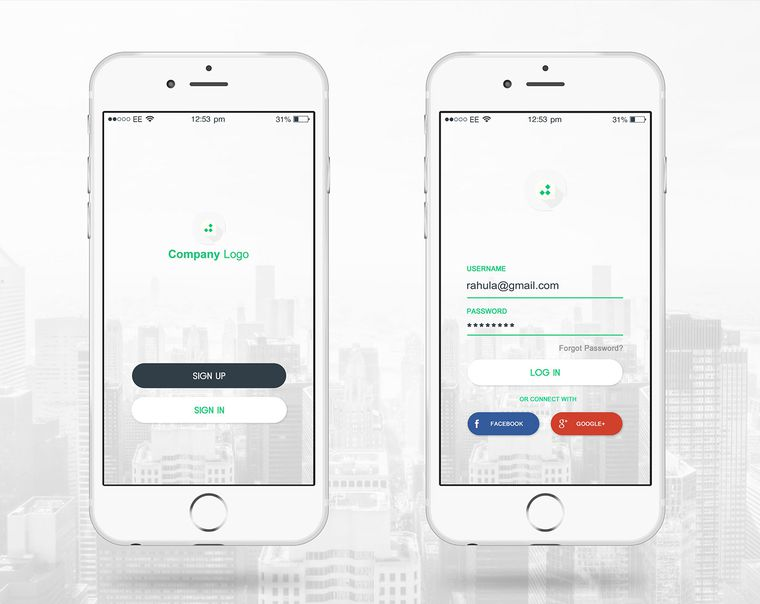 EE 12:53 pm 31%
Company Logo
SIGN UP
SIGN IN
EE 12:53 pm 31%
USERNAME
rahula@gmail.com
PASSWORD
********
Forgot Password?
LOG IN
OR CONNECT WITH
f FACEBOOK
g+ GOOGLE+